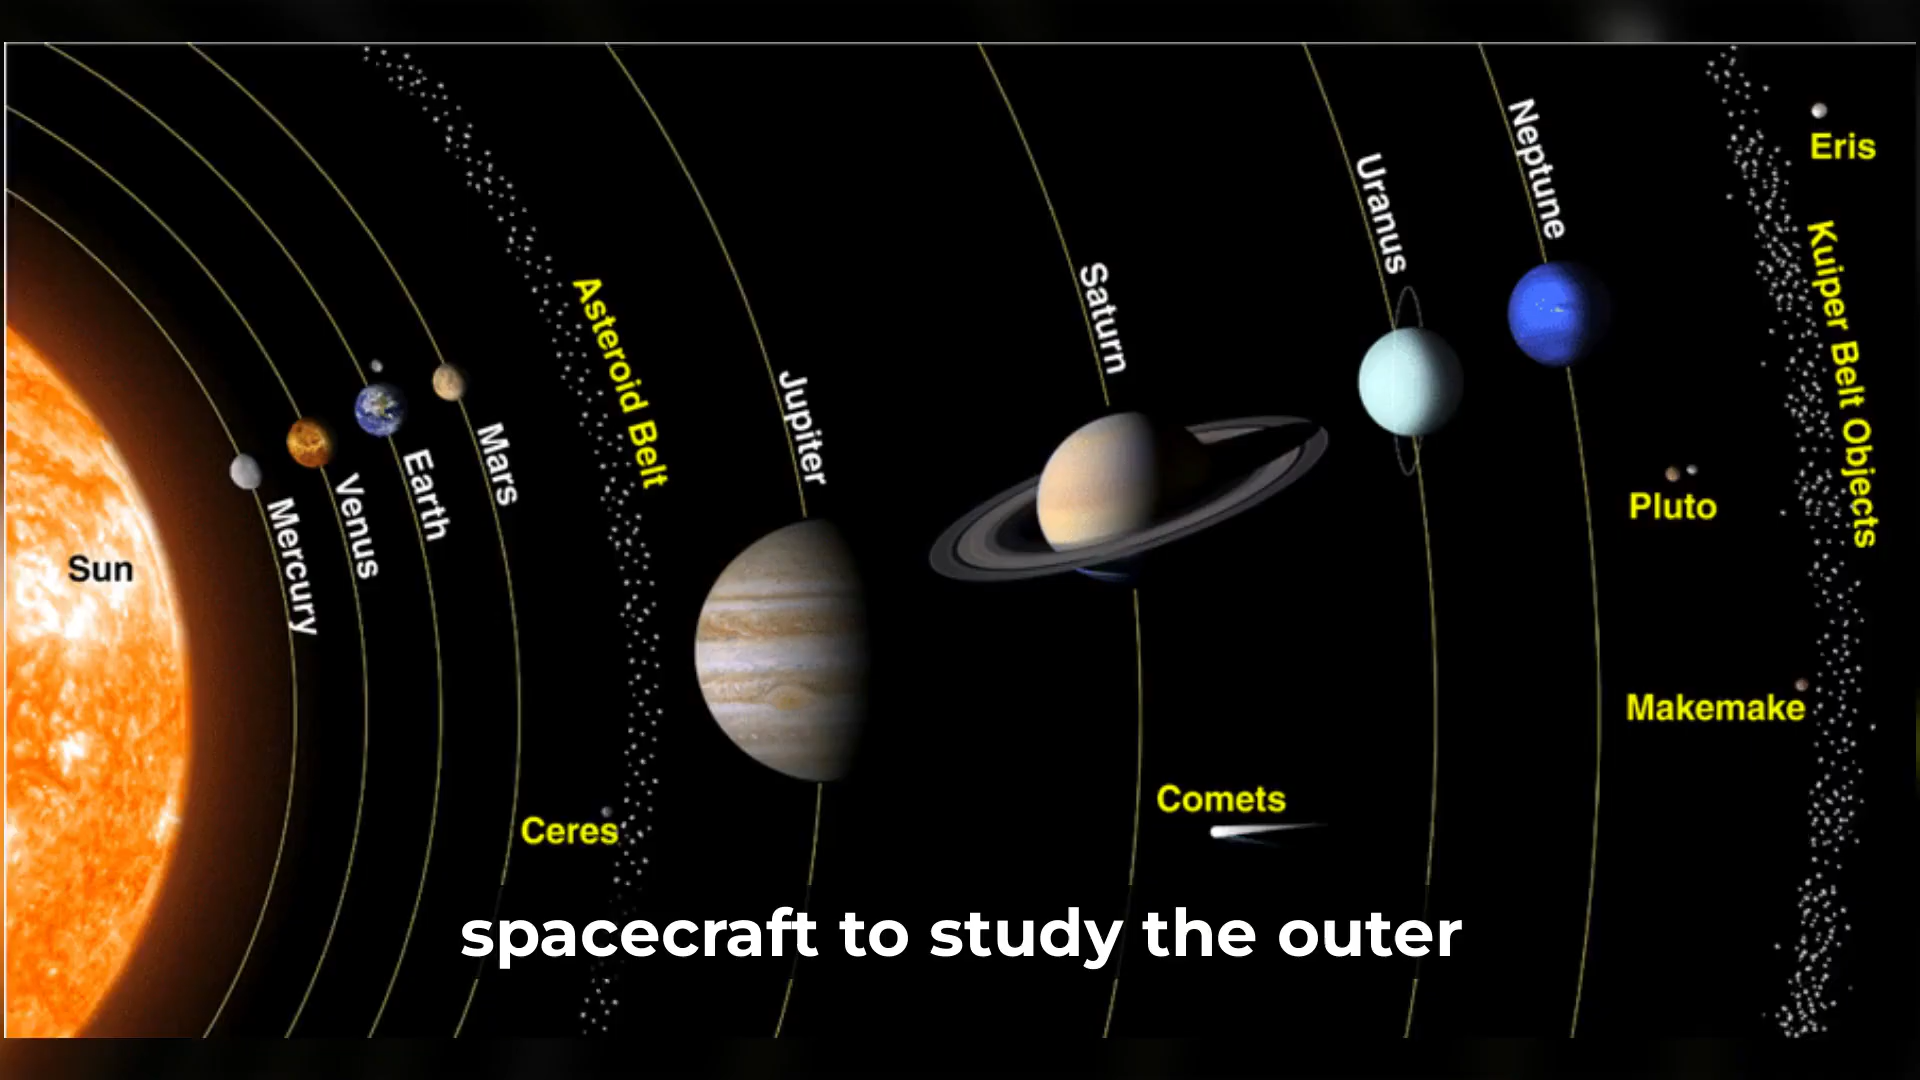 Sun
Mercury
Venus
Earth
Mars
Asteroid Belt
Ceres
Jupiter
Saturn
Comets
Uranus
Neptune
Pluto
Makemake
Eris
Kuiper Belt Objects
spacecraft to study the outer